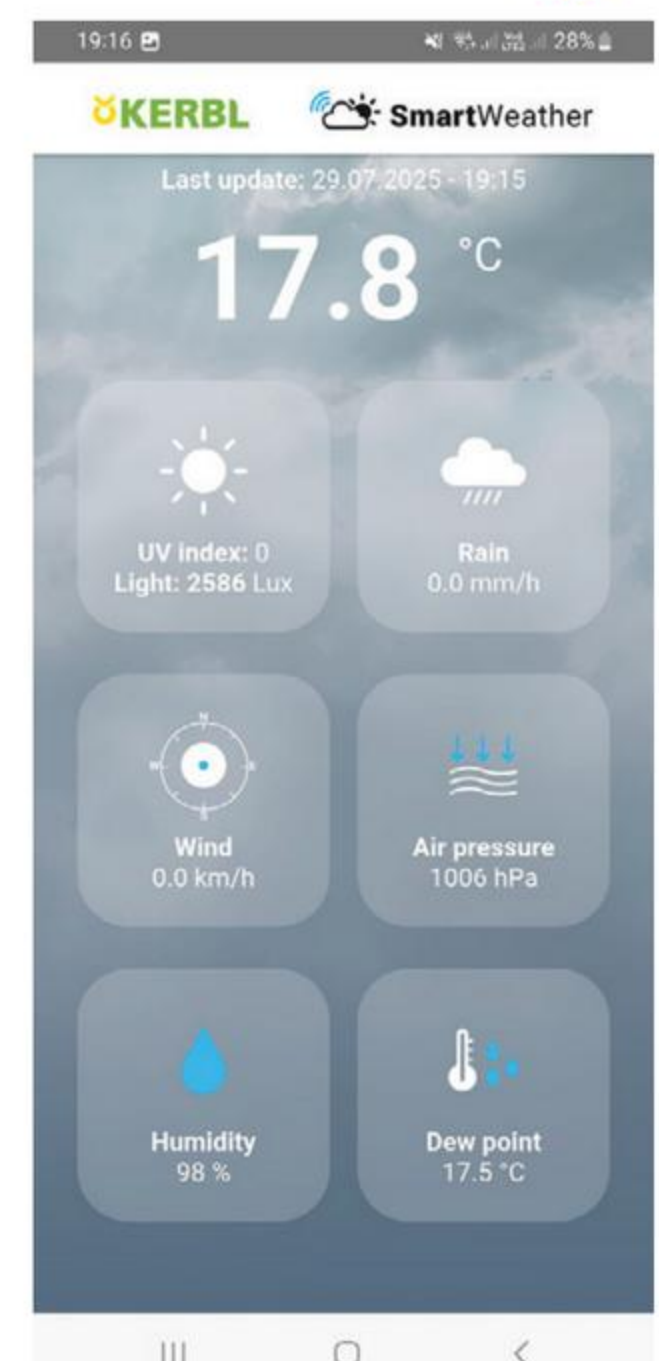 19:16 28%
KERBL SmartWeather
Last update: 29.07.2025 - 19:15
17.8 °C
UV index: 0
Light: 2586 Lux
Rain
0.0 mm/h
N
W E
S
Wind
0.0 km/h
Air pressure
1006 hPa
Humidity
98 %
Dew point
17.5 °C